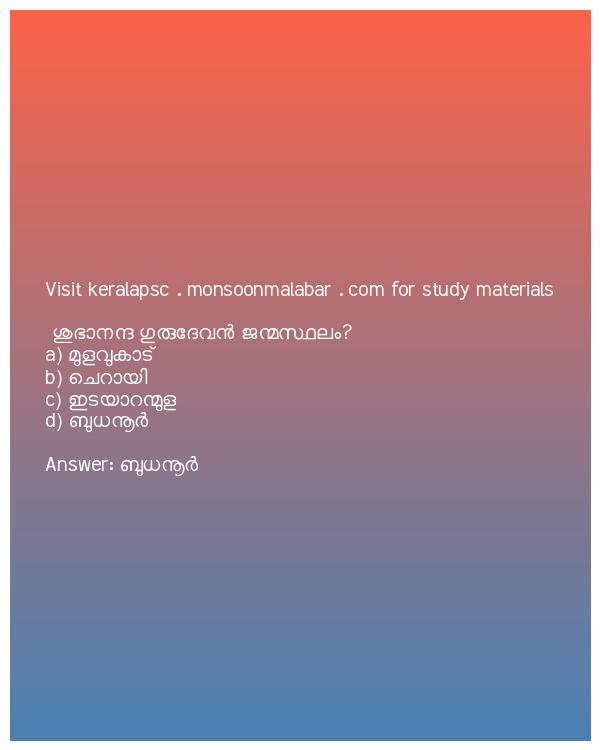 Visit keralapsc . monsoonmalabar . com for study materials
ശുഭാനന്ദ ഗുരുദേവൻ ജന്മസ്ഥലം?
a) മുളവുകാട്
b) ചെറായി
c) ഇടയാറന്മുള
d) ബുധനൂർ
Answer: ബുധനൂർ